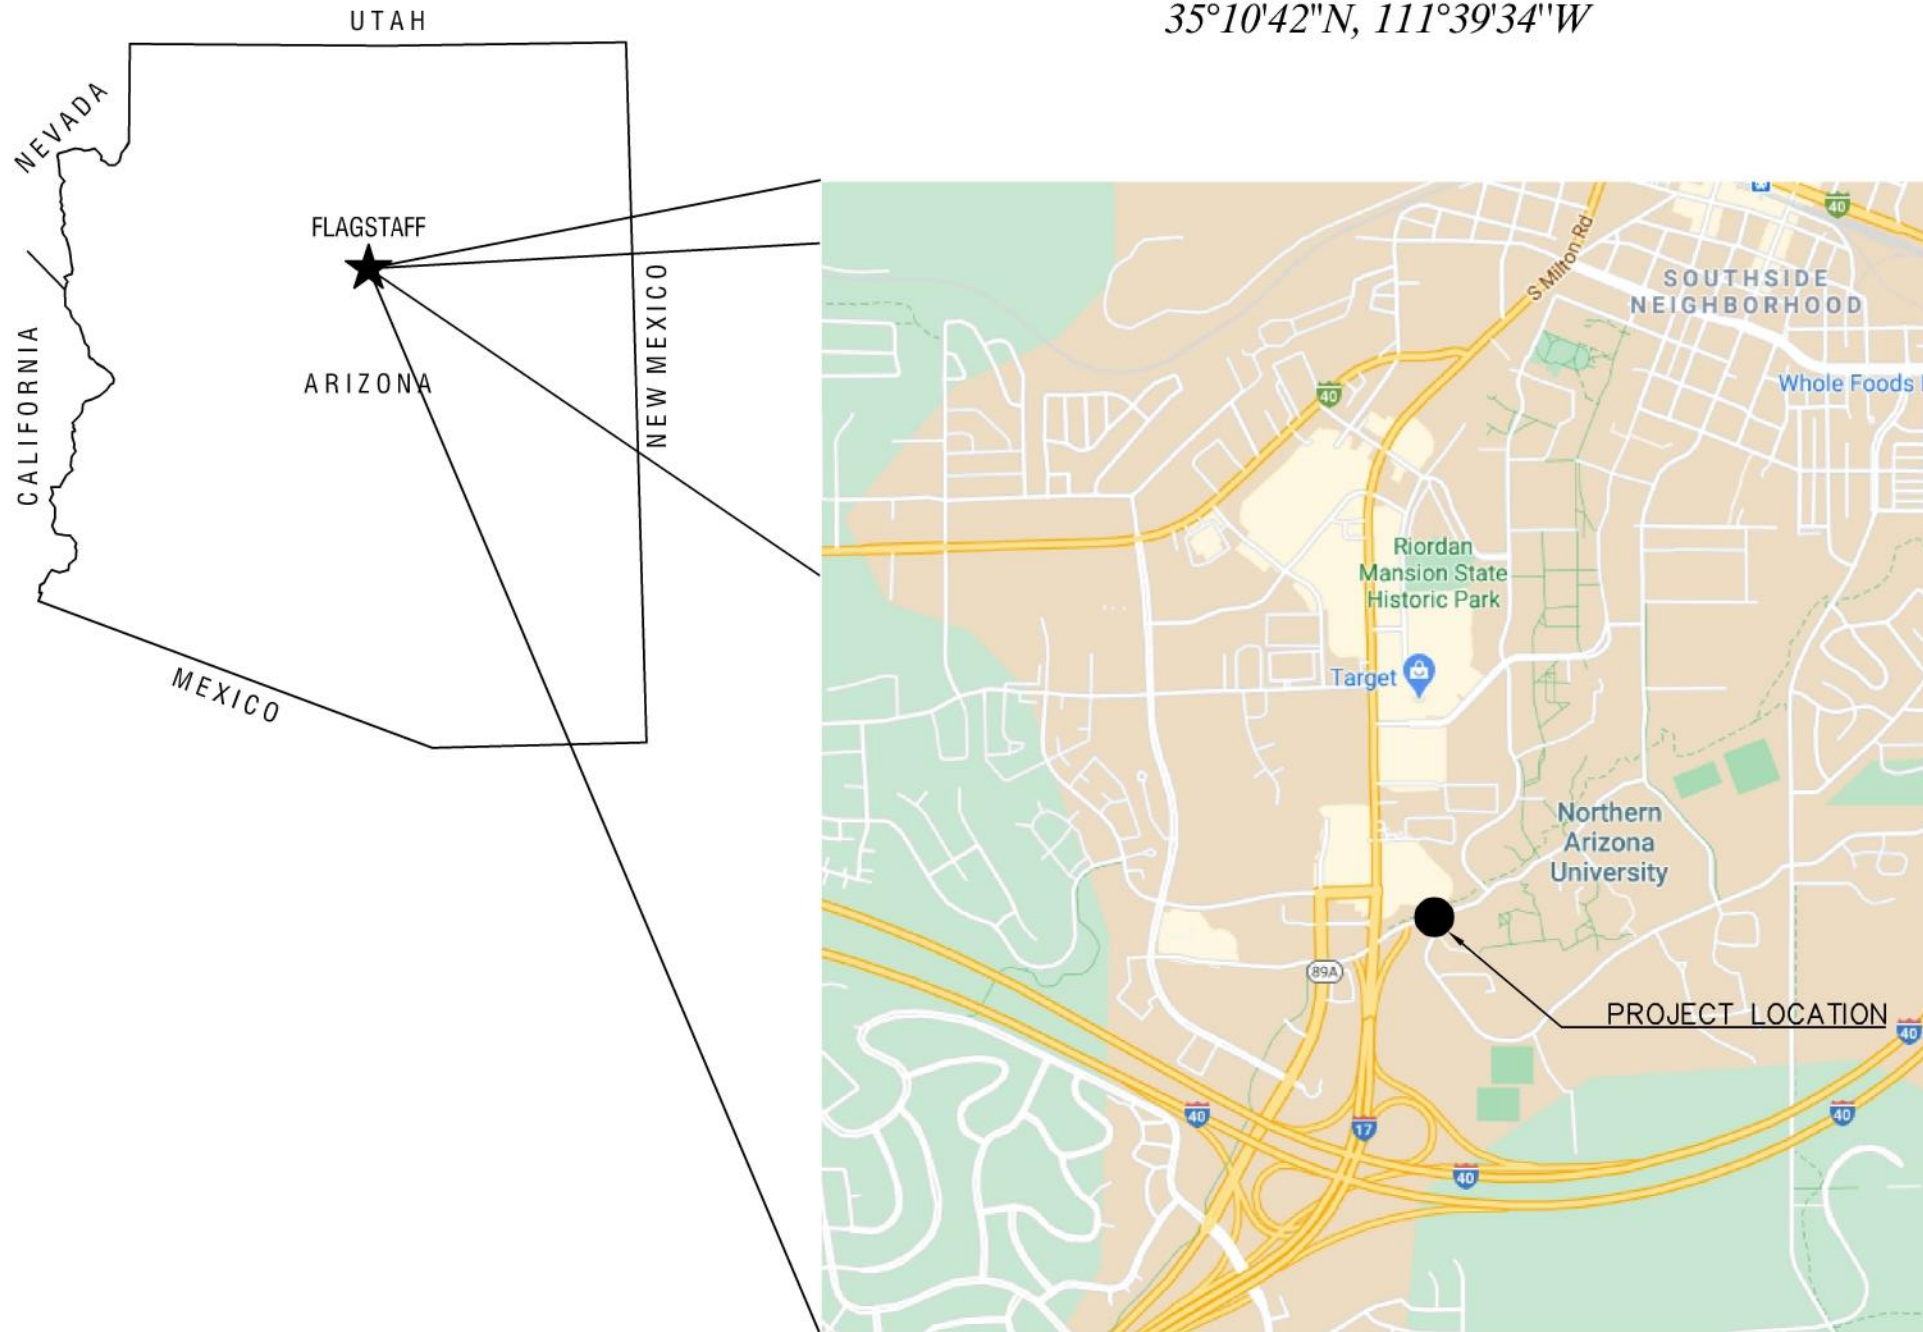 UTAH
35°10'42"N, 111°39'34"W
NEVADA
FLAGSTAFF
CALIFORNIA
ARIZONA
NEW MEXICO
MEXICO
40
S Milton Rd
SOUTHSIDE
NEIGHBORHOOD
Whole Foods
40
Riordan
Mansion State
Historic Park
Target
Northern
Arizona
University
89A
PROJECT LOCATION
40
40
17
40
40